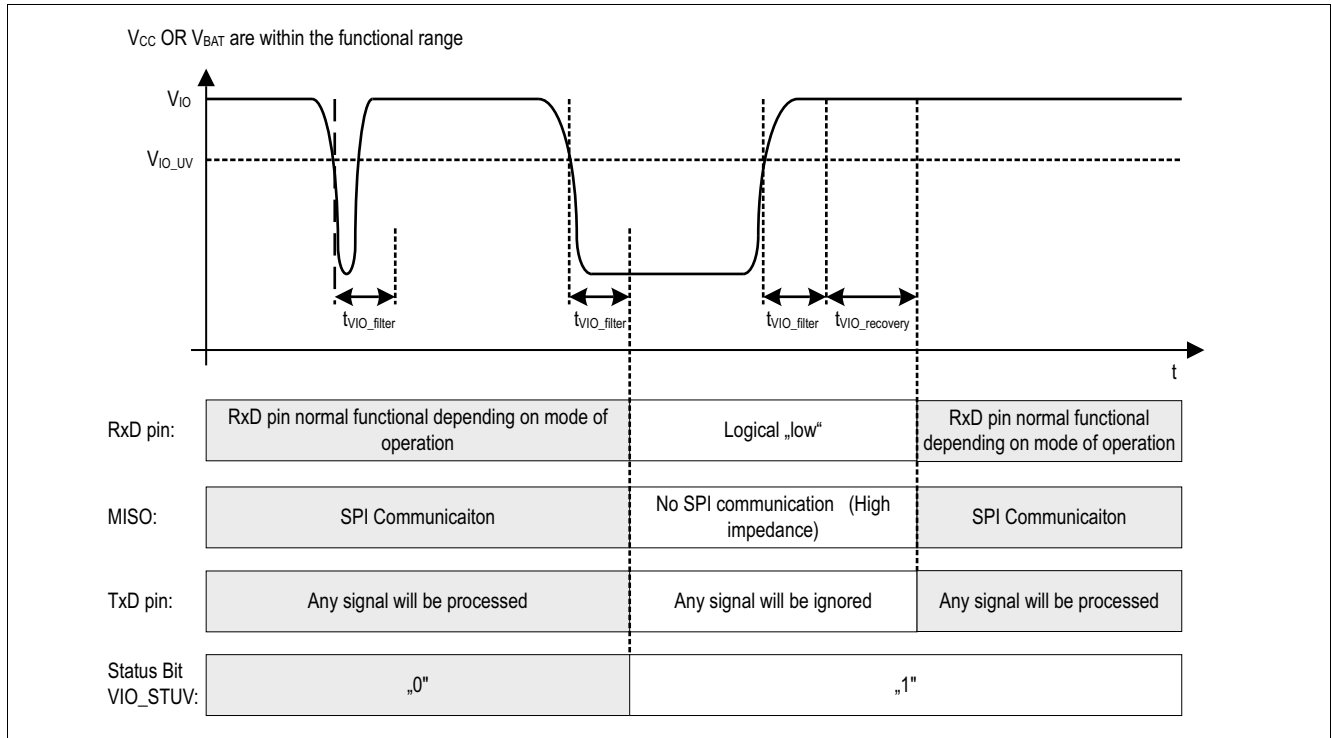 VCC OR VBAT are within the functional range
VIO
VIO_UV
tVIO_filter
tVIO_filter
tVIO_filter
tVIO_recovery
t
RxD pin:
RxD pin normal functional depending on mode of
operation
Logical „low“
RxD pin normal functional
depending on mode of operation
MISO:
SPI Communicaiton
No SPI communication (High
impedance)
SPI Communicaiton
TxD pin:
Any signal will be processed
Any signal will be ignored
Any signal will be processed
Status Bit
VIO_STUV:
„0"
„1"